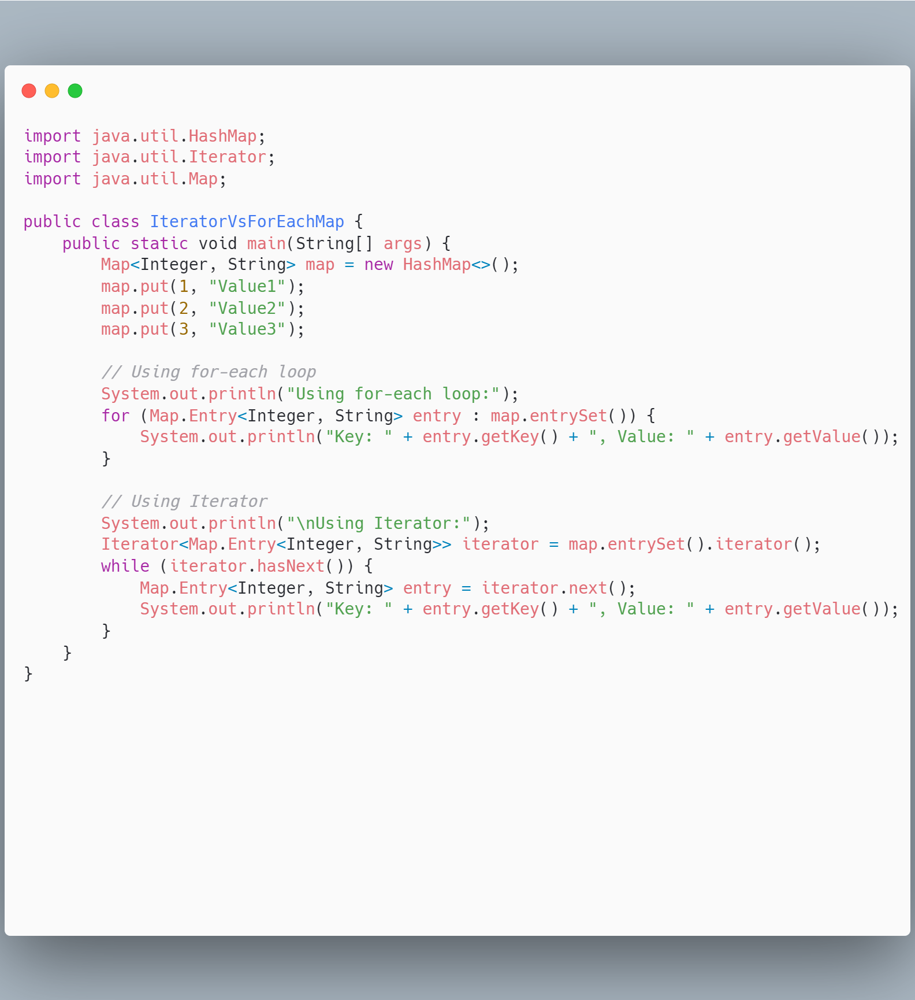 import java.util.HashMap;
import java.util.Iterator;
import java.util.Map;

public class IteratorVsForEachMap {
    public static void main(String[] args) {
        Map<Integer, String> map = new HashMap<>();
        map.put(1, "Value1");
        map.put(2, "Value2");
        map.put(3, "Value3");

        // Using for-each loop
        System.out.println("Using for-each loop:");
        for (Map.Entry<Integer, String> entry : map.entrySet()) {
            System.out.println("Key: " + entry.getKey() + ", Value: " + entry.getValue());
        }

        // Using Iterator
        System.out.println("\nUsing Iterator:");
        Iterator<Map.Entry<Integer, String>> iterator = map.entrySet().iterator();
        while (iterator.hasNext()) {
            Map.Entry<Integer, String> entry = iterator.next();
            System.out.println("Key: " + entry.getKey() + ", Value: " + entry.getValue());
        }
    }
}